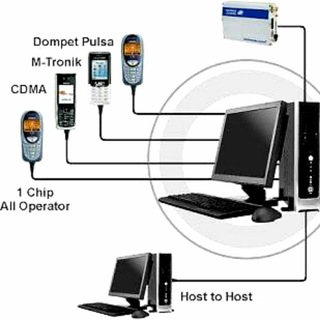 Dompet Pulsa
M-Tronik
CDMA
1 Chip
All Operator
Host to Host